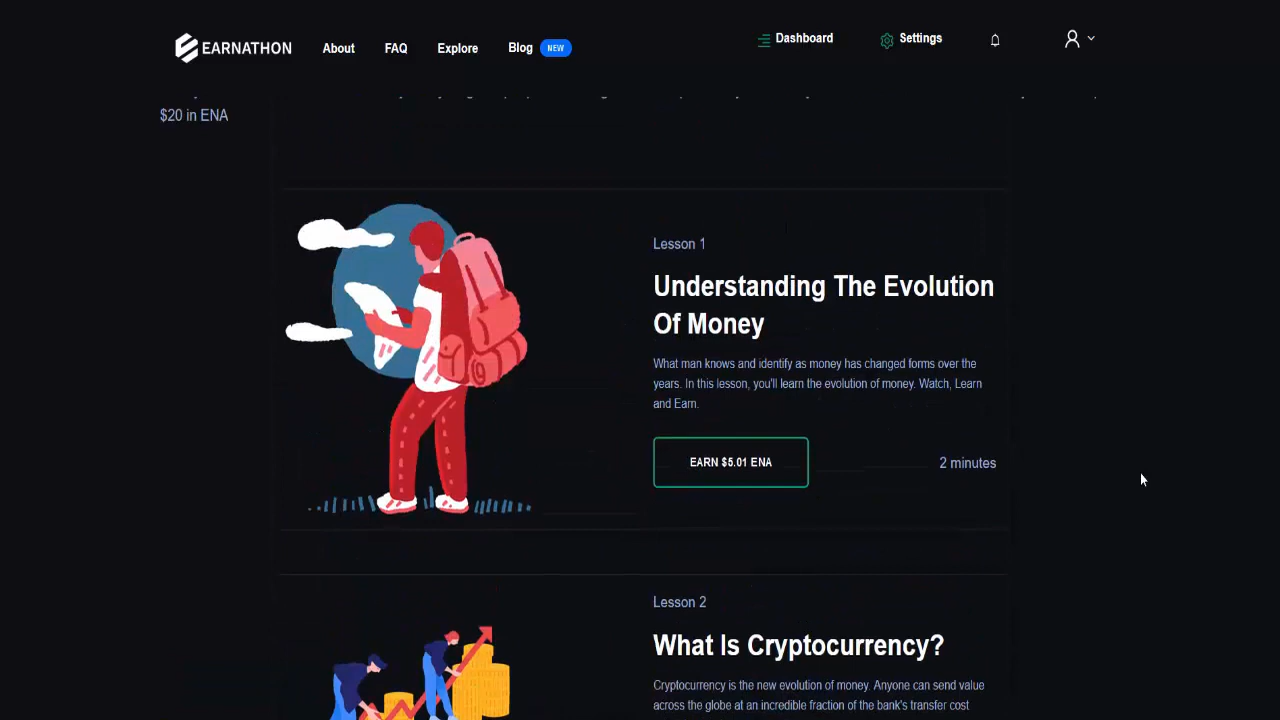 EARNATHON
About
FAQ
Explore
Blog
NEW
Dashboard
Settings
$20 in ENA
Lesson 1
Understanding The Evolution
Of Money
What man knows and identify as money has changed forms over the
years. In this lesson, you'll learn the evolution of money. Watch, Learn
and Earn.
EARN $5.01 ENA
2 minutes
Lesson 2
What Is Cryptocurrency?
Cryptocurrency is the new evolution of money. Anyone can send value
across the globe at an incredible fraction of the bank's transfer cost